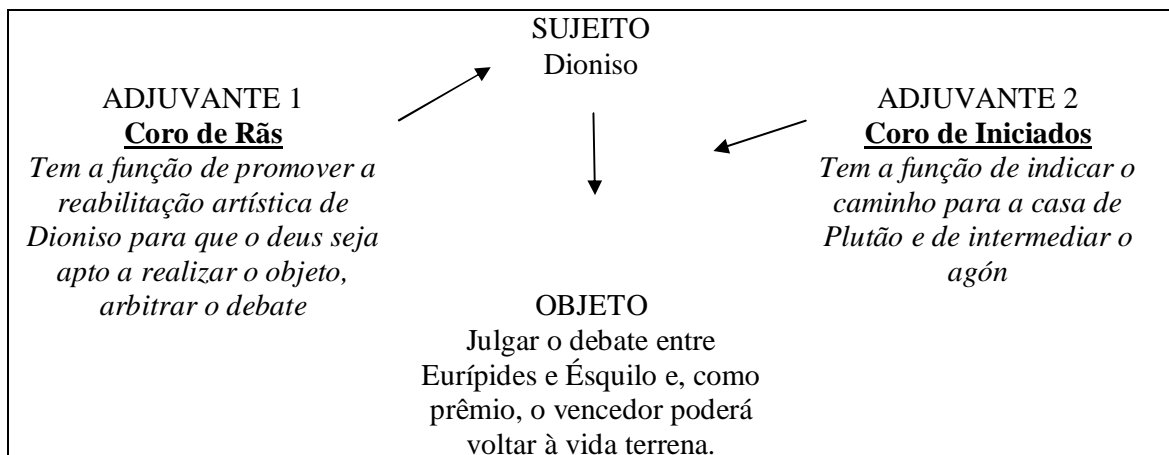 SUJEITO
Dioniso
ADJUVANTE 1
Coro de Rãs
Tem a função de promover a
reabilitação artística de
Dioniso para que o deus seja
apto a realizar o objeto,
arbitrar o debate
ADJUVANTE 2
Coro de Iniciados
Tem a função de indicar o
caminho para a casa de
Plutão e de intermediar o
agón
OBJETO
Julgar o debate entre
Eurípides e Ésquilo e, como
prêmio, o vencedor poderá
voltar à vida terrena.